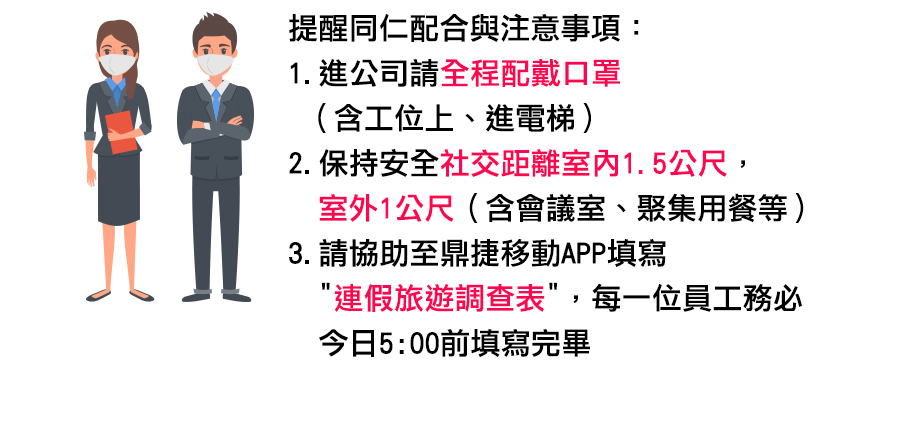 提醒同仁配合與注意事項：
1.進公司請全程配戴口罩
（含工位上、進電梯）
2.保持安全社交距離室內1.5公尺，
室外1公尺（含會議室、聚集用餐等）
3.請協助至鼎捷移動APP填寫
"連假旅遊調查表"，每一位員工務必
今日5:00前填寫完畢